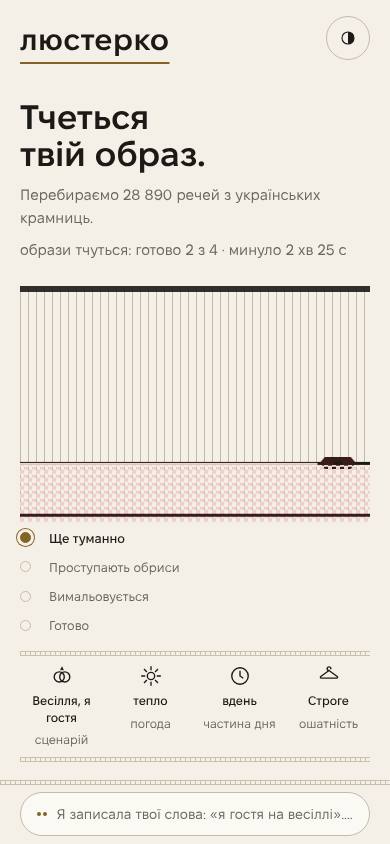 люстерко
Тчеться
твій образ.
Перебираємо 28 890 речей з українських
крамниць.
образи тчуться: готово 2 з 4 · минуло 2 хв 25 с
Ще туманно
Проступають обриси
Вимальовується
Готово
Весілля, я
гостя
сценарій
тепло
погода
вдень
частина дня
Строге
ошатність
Я записала твої слова: «я гостя на весіллі»....